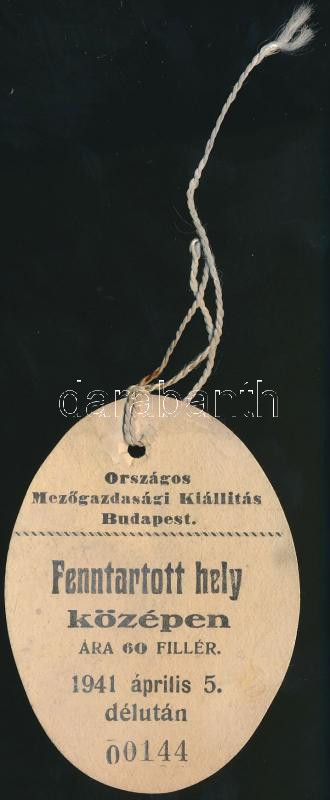 darabanth
Országos
Mezőgazdasági Kiállitás
Budapest.
Fenntartott hely
középen
ÁRA 60 FILLÉR.
1941 április 5.
délután
00144